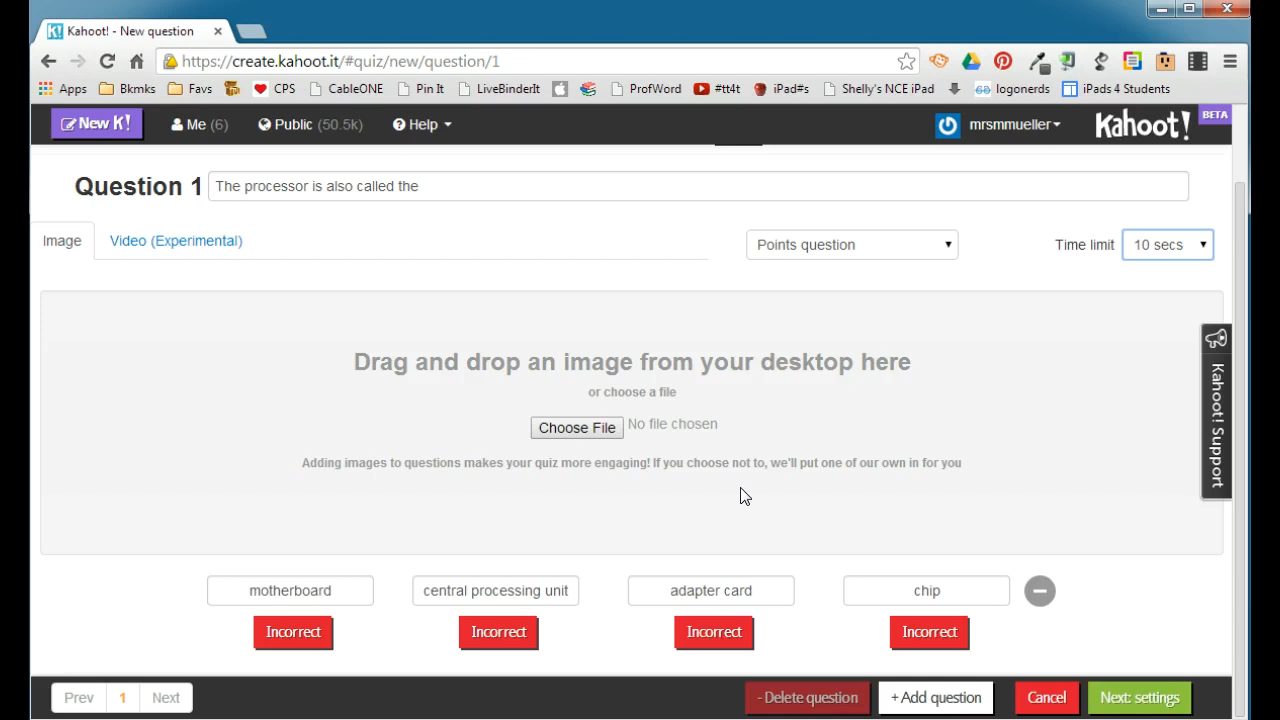 Kahoot! - New question
https://create.kahoot.it/#quiz/new/question/1
Apps Bkmks Favs CPS CableONE Pin It LiveBinderIt ProfWord #tt4t iPad#s Shelly's NCE iPad logonerds iPads 4 Students
New K! Me (6) Public (50.5k) Help mrsmmueller Kahoot! BETA
Question 1 The processor is also called the
Image Video (Experimental) Points question Time limit 10 secs
Drag and drop an image from your desktop here
or choose a file
Choose File No file chosen
Adding images to questions makes your quiz more engaging! If you choose not to, we'll put one of our own in for you
Kahoot! Support
motherboard central processing unit adapter card chip
Incorrect Incorrect Incorrect Incorrect
Prev 1 Next - Delete question + Add question Cancel Next: settings